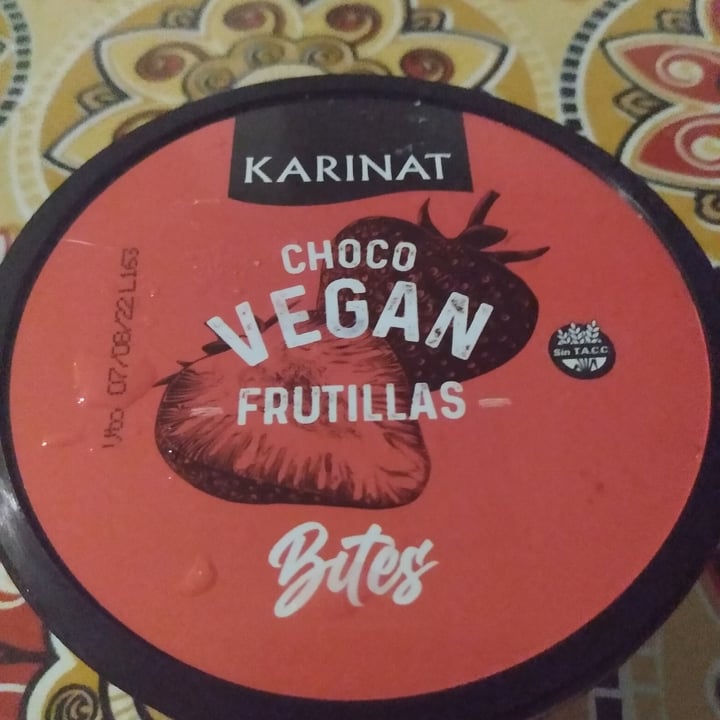 KARINAT
CHOCO
VEGAN
FRUTILLAS
Bites
Sin T.A.C.C.
Vto 07/08/22 L163